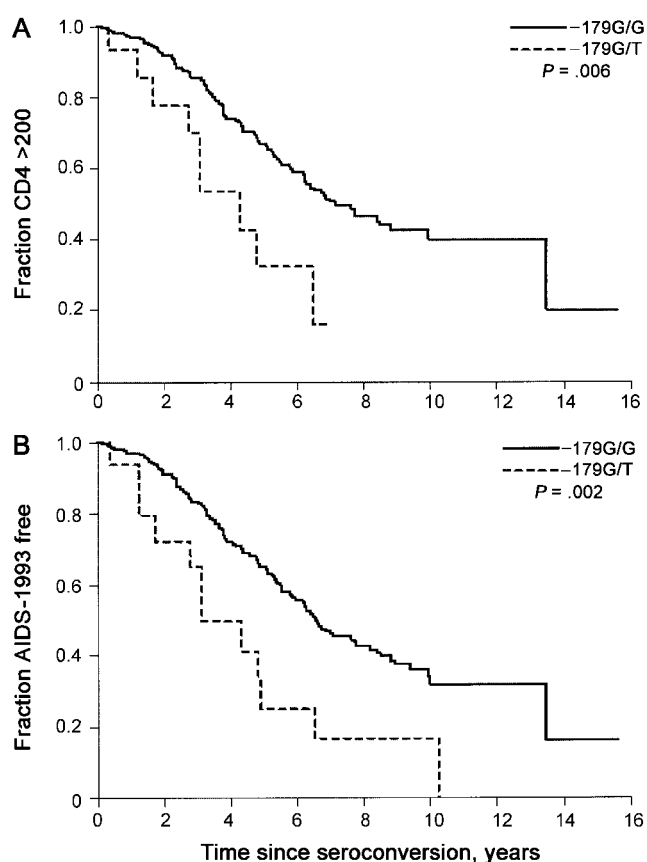 A
−179G/G
−179G/T
P = .006
Fraction CD4 >200
1.0
0.8
0.6
0.4
0.2
0
0 2 4 6 8 10 12 14 16
B
−179G/G
−179G/T
P = .002
Fraction AIDS-1993 free
1.0
0.8
0.6
0.4
0.2
0
0 2 4 6 8 10 12 14 16
Time since seroconversion, years